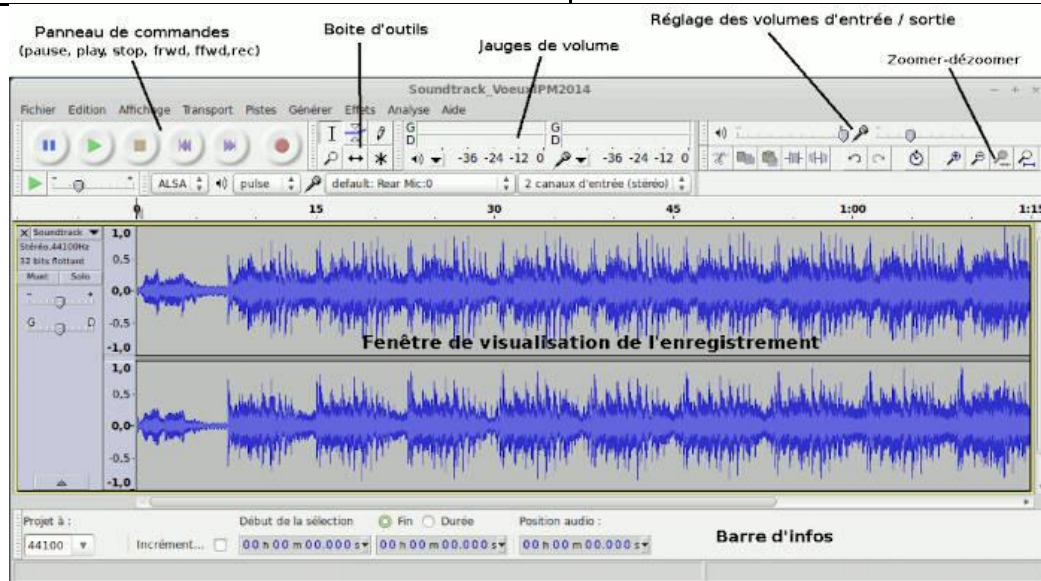 Panneau de commandes
(pause, play, stop, frwd, ffwd,rec)
Boite d'outils
Jauges de volume
Réglage des volumes d'entrée / sortie
Zoomer-dézoomer
Soundtrack_VoeuxIPM2014
Fichier Edition Affichage Transport Pistes Générer Effets Analyse Aide
G
D
G
D
-36 -24 -12 0
-36 -24 -12 0
ALSA pulse default: Rear Mic:0 2 canaux d'entrée (stéréo)
0 15 30 45 1:00 1:15
X Soundtrack
Stéréo,44100Hz
32 bits flottant
Muet Solo
- +
G D
1,0
0,5
0,0
-0,5
-1,0
Fenêtre de visualisation de l'enregistrement
1,0
0,5
0,0
-0,5
-1,0
Projet à : Début de la sélection Fin Durée Position audio :
44100 Incrément... 00 h 00 m 00.000 s 00 h 00 m 00.000 s 00 h 00 m 00.000 s
Barre d'infos